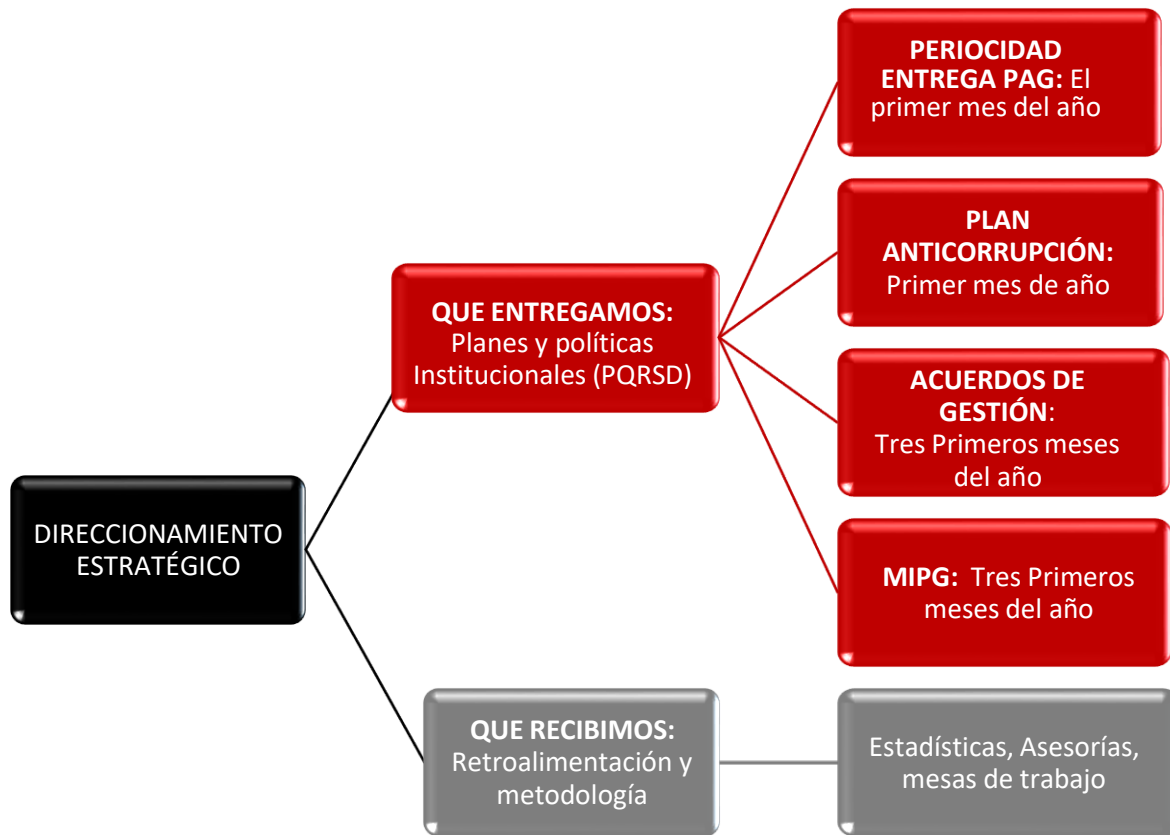 PERIOCIDAD
ENTREGA PAG: El
primer mes del año
PLAN
ANTICORRUPCIÓN:
Primer mes de año
QUE ENTREGAMOS:
Planes y políticas
Institucionales (PQRSD)
ACUERDOS DE
GESTIÓN:
Tres Primeros meses
del año
DIRECCIONAMIENTO
ESTRATÉGICO
MIPG: Tres Primeros
meses del año
QUE RECIBIMOS:
Retroalimentación y
metodología
Estadísticas, Asesorías,
mesas de trabajo